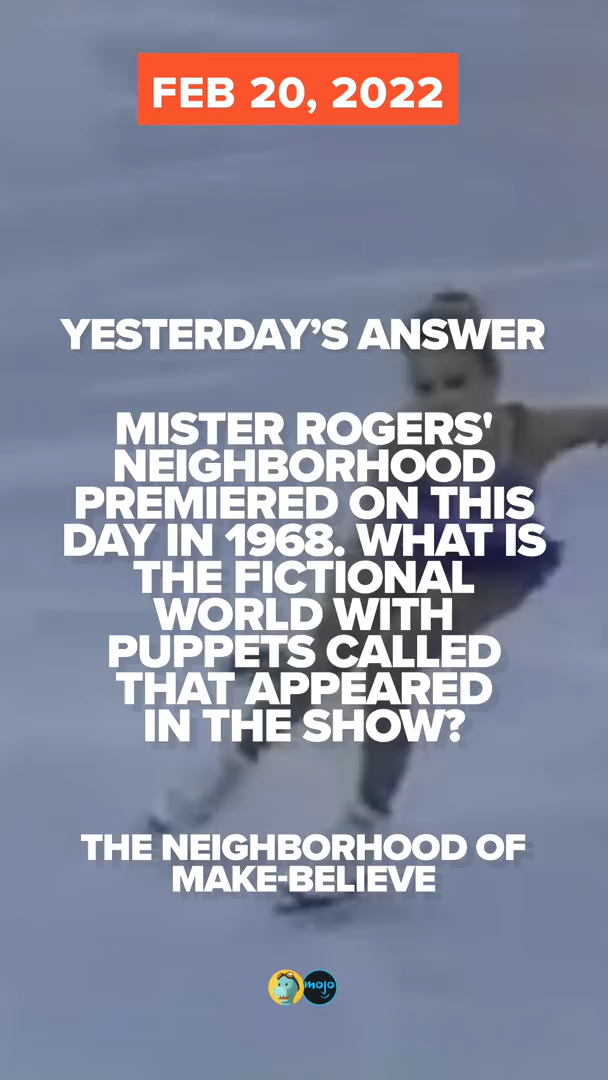 FEB 20, 2022
YESTERDAY’S ANSWER
MISTER ROGERS'
NEIGHBORHOOD
PREMIERED ON THIS
DAY IN 1968. WHAT IS
THE FICTIONAL
WORLD WITH
PUPPETS CALLED
THAT APPEARED
IN THE SHOW?
THE NEIGHBORHOOD OF
MAKE-BELIEVE
mojo